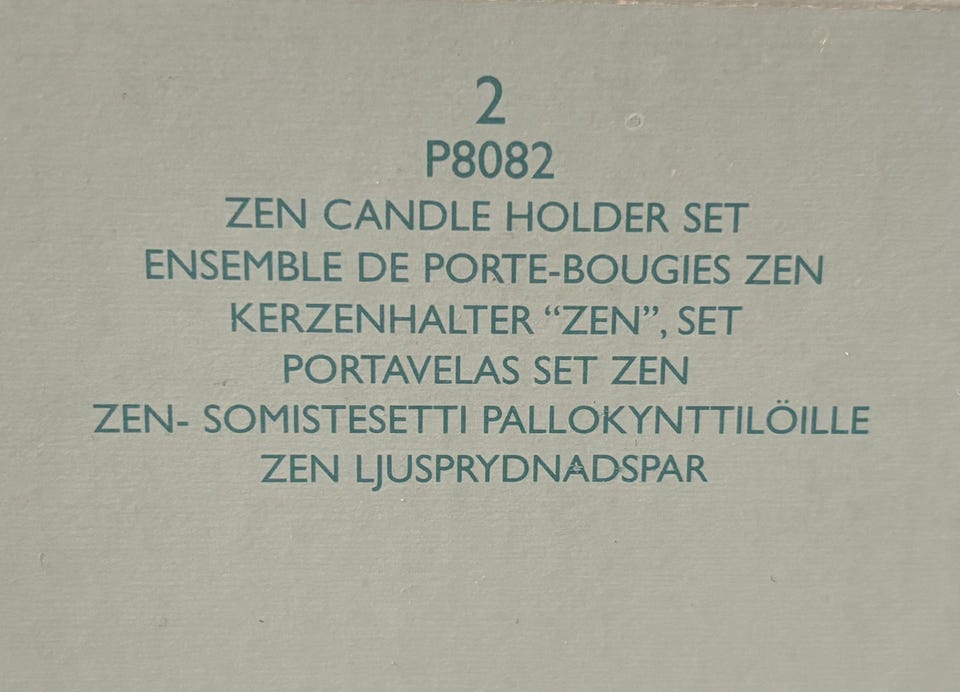 2
P8082
ZEN CANDLE HOLDER SET
ENSEMBLE DE PORTE-BOUGIES ZEN
KERZENHALTER “ZEN”, SET
PORTAVELAS SET ZEN
ZEN- SOMISTESETTI PALLOKYNTTILÖILLE
ZEN LJUSPRYDNADSPAR